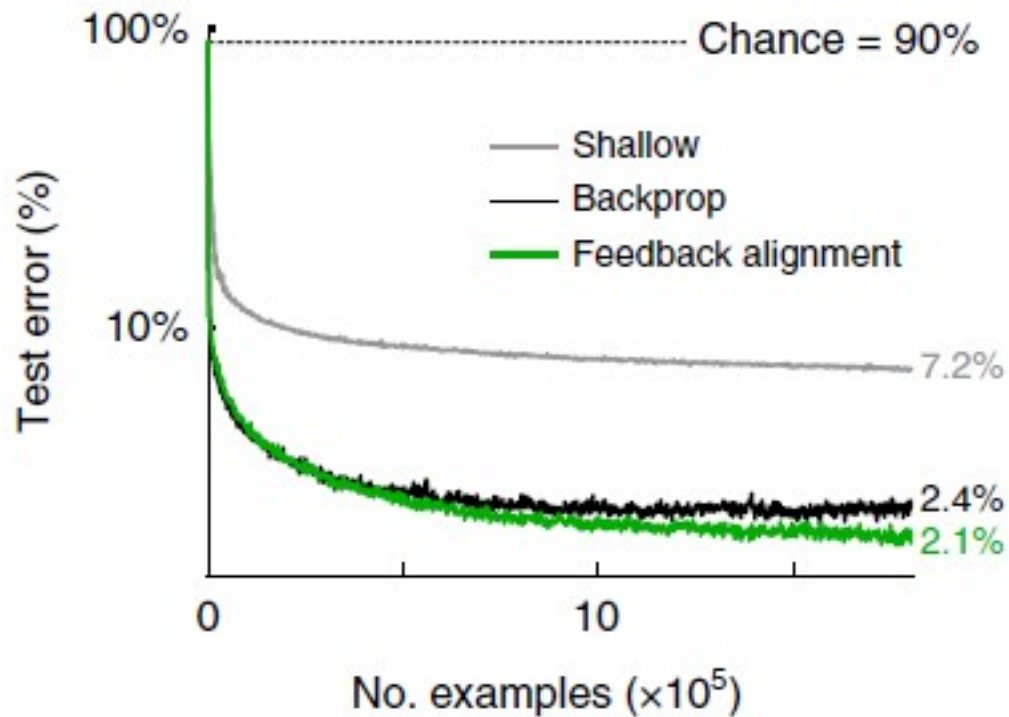 100%
Chance = 90%
Shallow
Backprop
Feedback alignment
Test error (%)
10%
7.2%
2.4%
2.1%
0
10
No. examples (×10⁵)